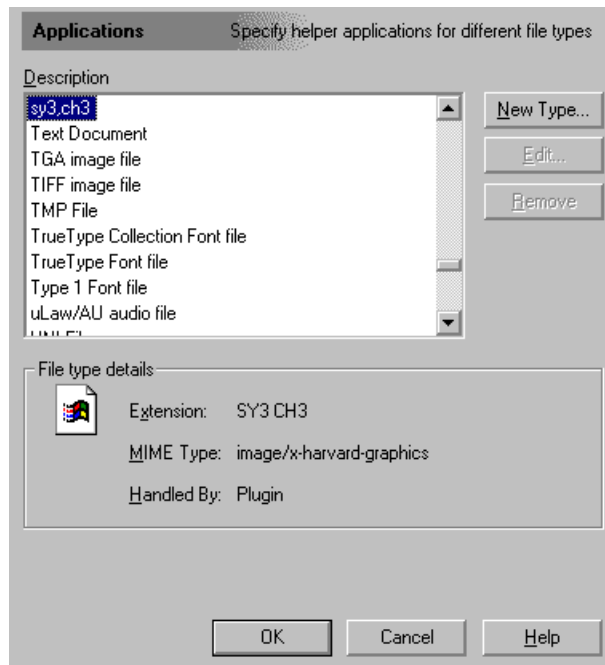 Applications Specify helper applications for different file types
Description
sy3,ch3
Text Document
TGA image file
TIFF image file
TMP File
TrueType Collection Font file
TrueType Font file
Type 1 Font file
uLaw/AU audio file
New Type...
Edit...
Remove
File type details
Extension: SY3 CH3
MIME Type: image/x-harvard-graphics
Handled By: Plugin
OK Cancel Help